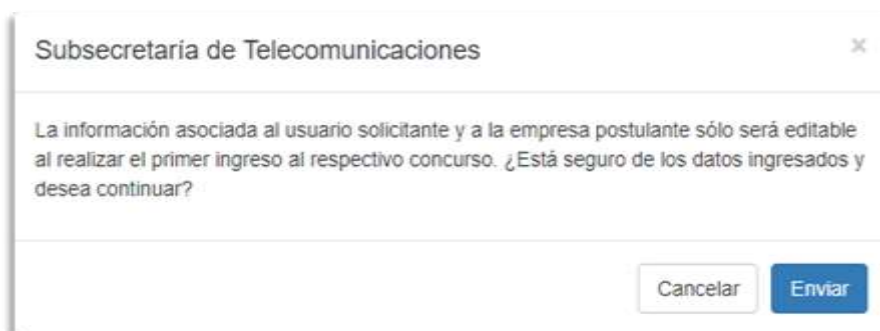 Subsecretaría de Telecomunicaciones ×
La información asociada al usuario solicitante y a la empresa postulante sólo será editable
al realizar el primer ingreso al respectivo concurso. ¿Está seguro de los datos ingresados y
desea continuar?
Cancelar Enviar